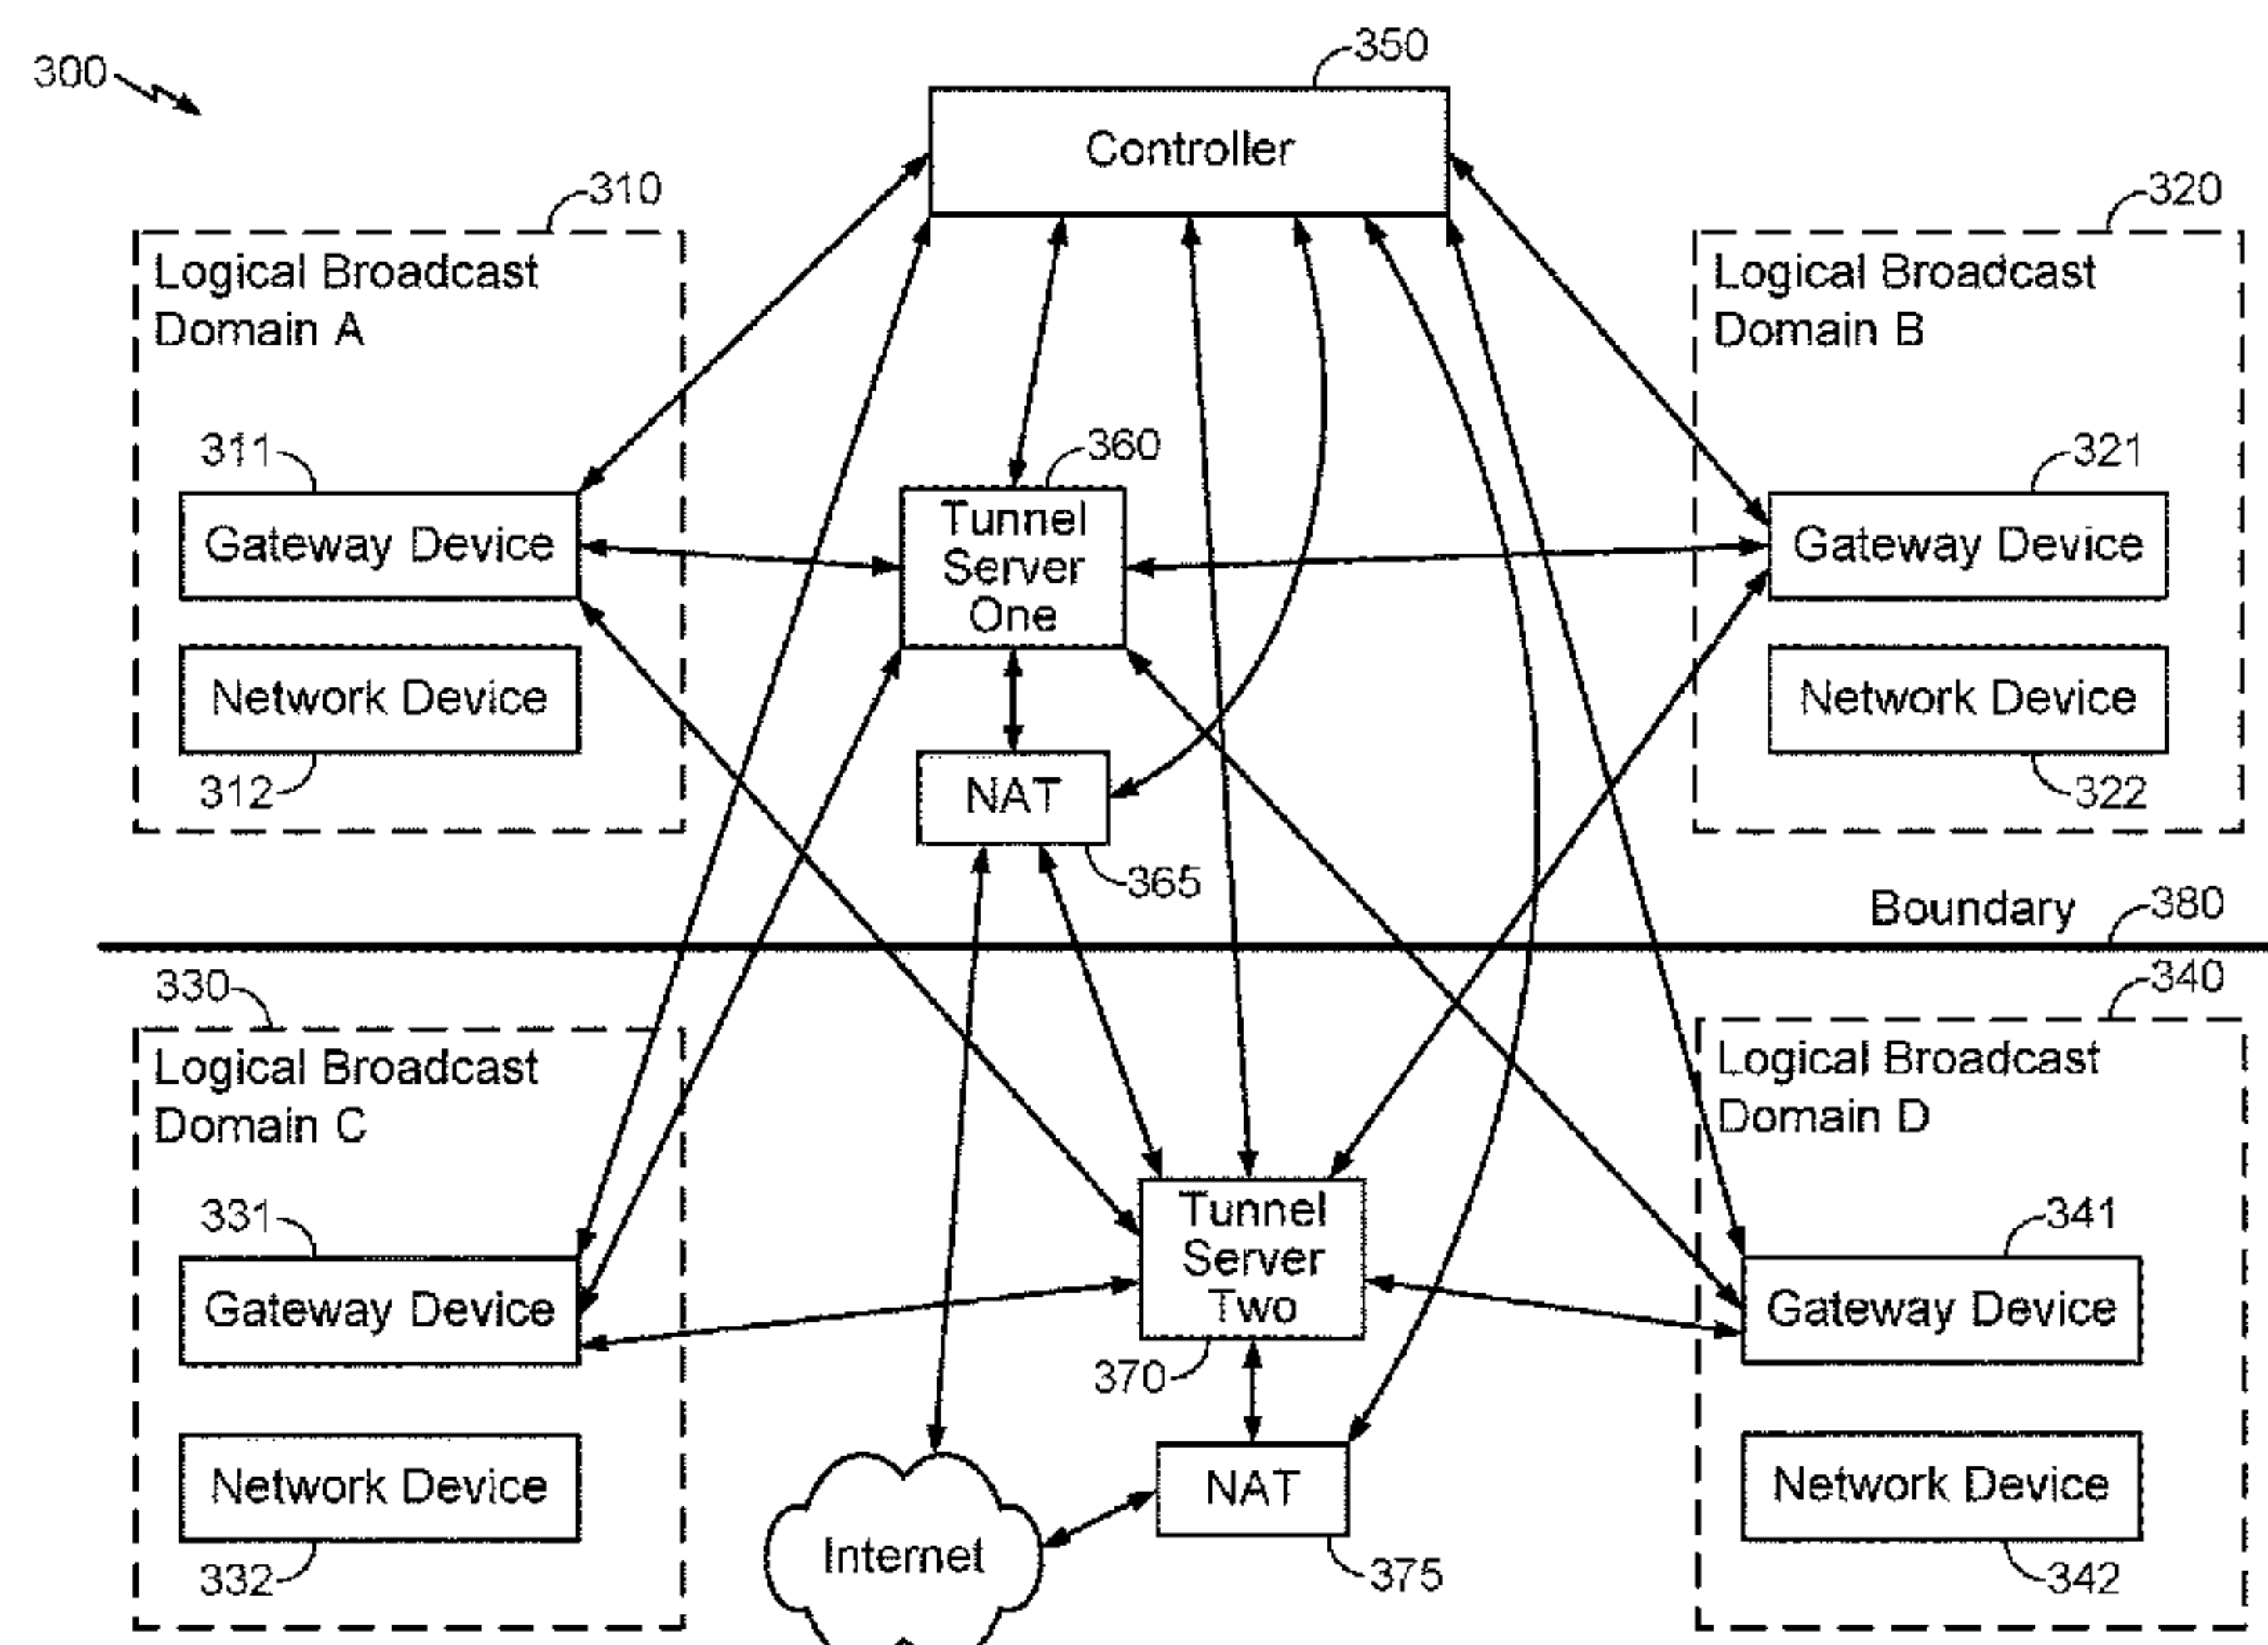 300
350
Controller
310
320
Logical Broadcast
Domain A
Logical Broadcast
Domain B
311
360
321
Gateway Device
Tunnel
Server
One
Gateway Device
Network Device
Network Device
312
NAT
322
365
Boundary
380
330
340
Logical Broadcast
Domain C
Logical Broadcast
Domain D
331
Tunnel
Server
Two
341
Gateway Device
Gateway Device
370
Network Device
NAT
Network Device
Internet
332
375
342